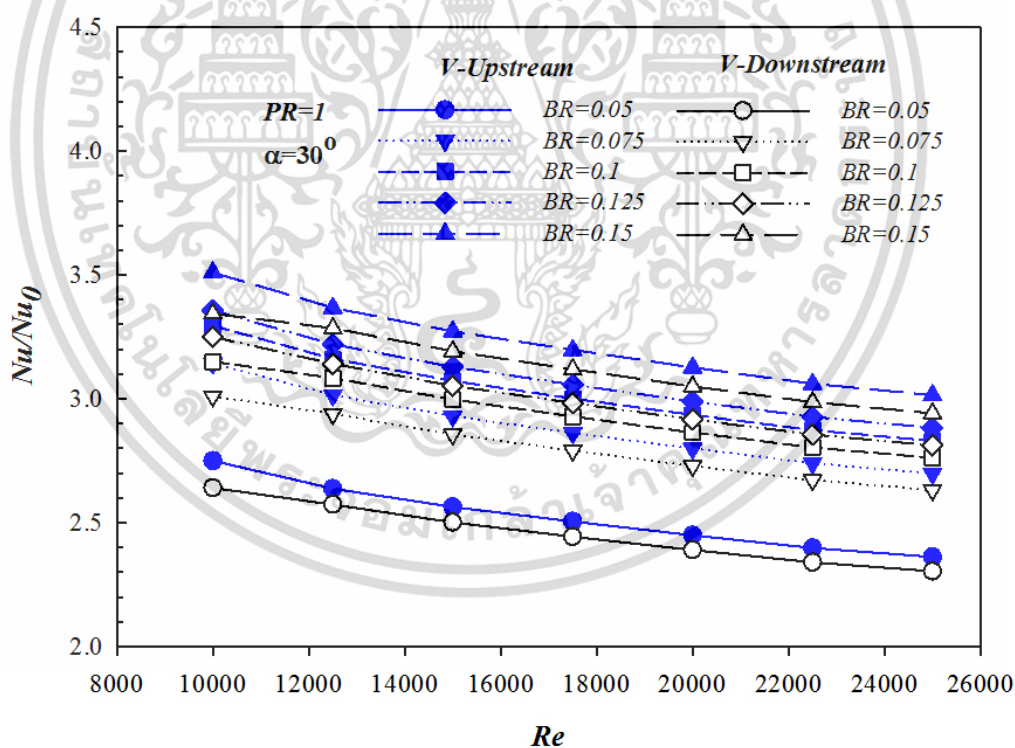 4.5
4.0
3.5
3.0
2.5
2.0
Nu/Nu0
V-Upstream V-Downstream
PR=1
α=30⁰
BR=0.05 BR=0.05
BR=0.075 BR=0.075
BR=0.1 BR=0.1
BR=0.125 BR=0.125
BR=0.15 BR=0.15
8000 10000 12000 14000 16000 18000 20000 22000 24000 26000
Re